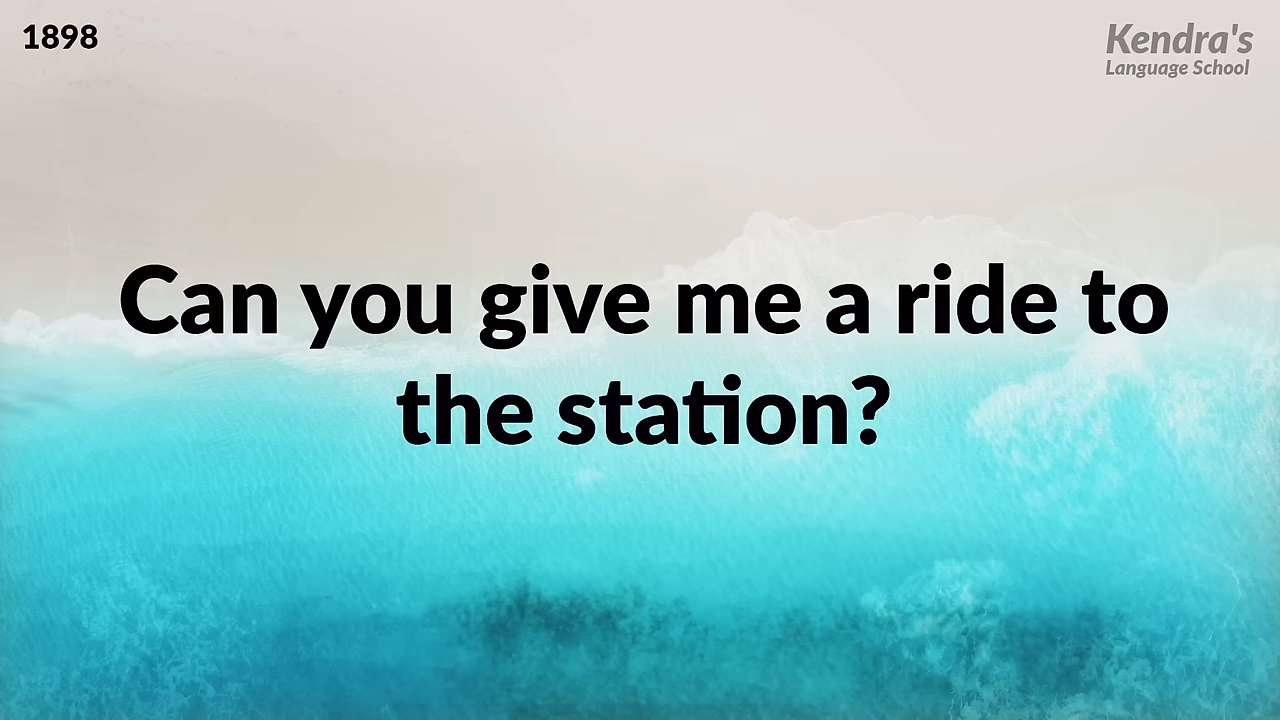 1898
Kendra's
Language School
Can you give me a ride to
the station?